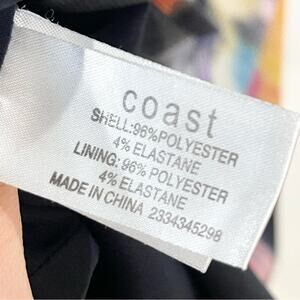 coast
SHELL:96%POLYESTER
4% ELASTANE
LINING: 96% POLYESTER
4% ELASTANE
MADE IN CHINA 2334345298